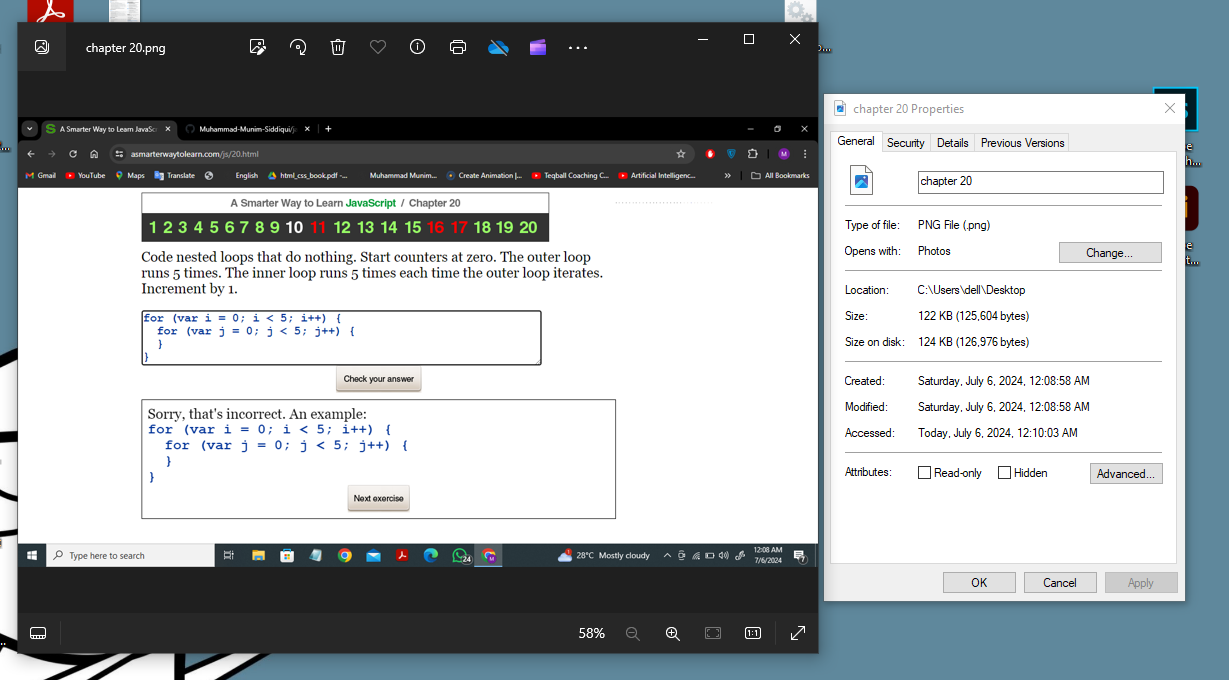 chapter 20.png
A Smarter Way to Learn JavaSc
Muhammad-Munim-Siddiqui/j
asmarterwaytolearn.com/js/20.html
M
Gmail
YouTube
Maps
Translate
English
html_css_book.pdf -...
Muhammad Munim...
Create Animation |...
Teqball Coaching C...
Artificial Intelligenc...
»
All Bookmarks
A Smarter Way to Learn JavaScript / Chapter 20
1 2 3 4 5 6 7 8 9 10 11 12 13 14 15 16 17 18 19 20
Code nested loops that do nothing. Start counters at zero. The outer loop
runs 5 times. The inner loop runs 5 times each time the outer loop iterates.
Increment by 1.
for (var i = 0; i < 5; i++) {
for (var j = 0; j < 5; j++) {
}
}
Check your answer
Sorry, that's incorrect. An example:
for (var i = 0; i < 5; i++) {
for (var j = 0; j < 5; j++) {
}
}
Next exercise
Type here to search
24
28°C Mostly cloudy
12:08 AM
7/6/2024
7
58%
1:1
chapter 20 Properties
General
Security
Details
Previous Versions
chapter 20
Type of file: PNG File (.png)
Opens with: Photos
Change...
Location: C:\Users\dell\Desktop
Size: 122 KB (125,604 bytes)
Size on disk: 124 KB (126,976 bytes)
Created: Saturday, July 6, 2024, 12:08:58 AM
Modified: Saturday, July 6, 2024, 12:08:58 AM
Accessed: Today, July 6, 2024, 12:10:03 AM
Attributes: Read-only Hidden
Advanced...
OK
Cancel
Apply